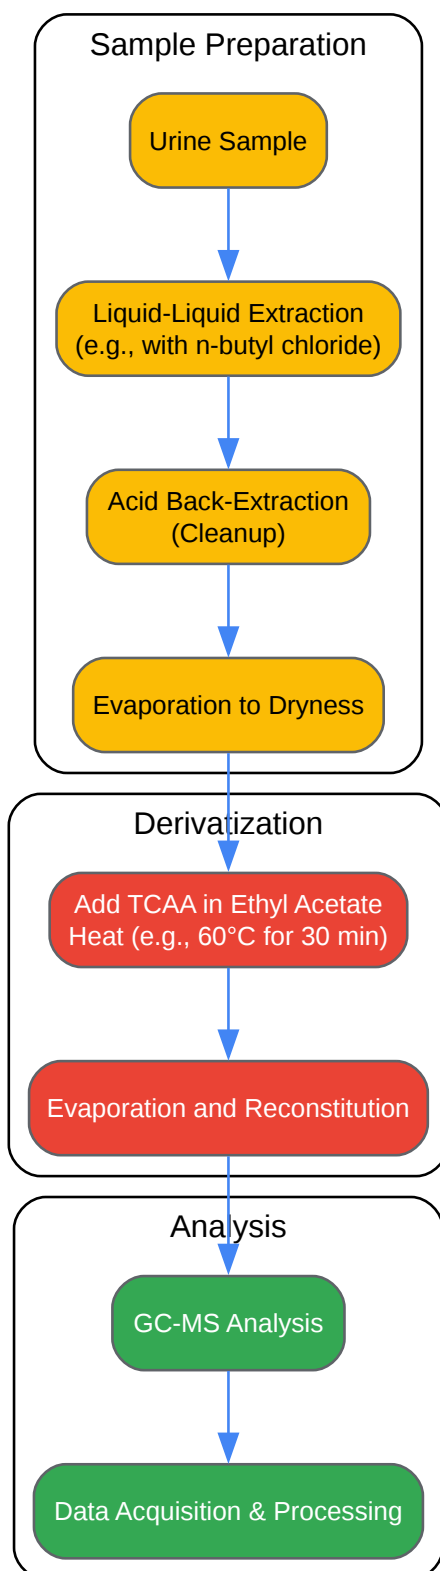 Sample Preparation
Urine Sample
Liquid-Liquid Extraction
(e.g., with n-butyl chloride)
Acid Back-Extraction
(Cleanup)
Evaporation to Dryness
Derivatization
Add TCAA in Ethyl Acetate
Heat (e.g., 60°C for 30 min)
Evaporation and Reconstitution
Analysis
GC-MS Analysis
Data Acquisition & Processing